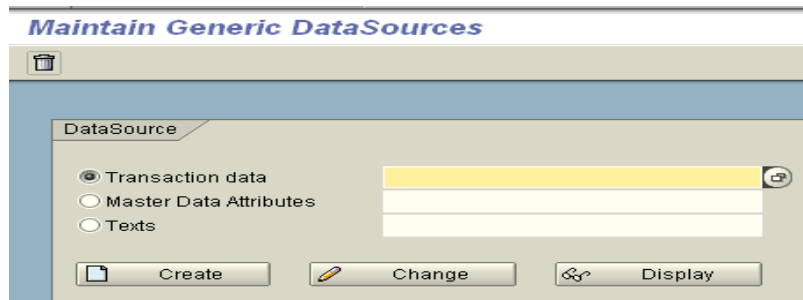 Maintain Generic DataSources
DataSource
Transaction data
Master Data Attributes
Texts
Create Change Display